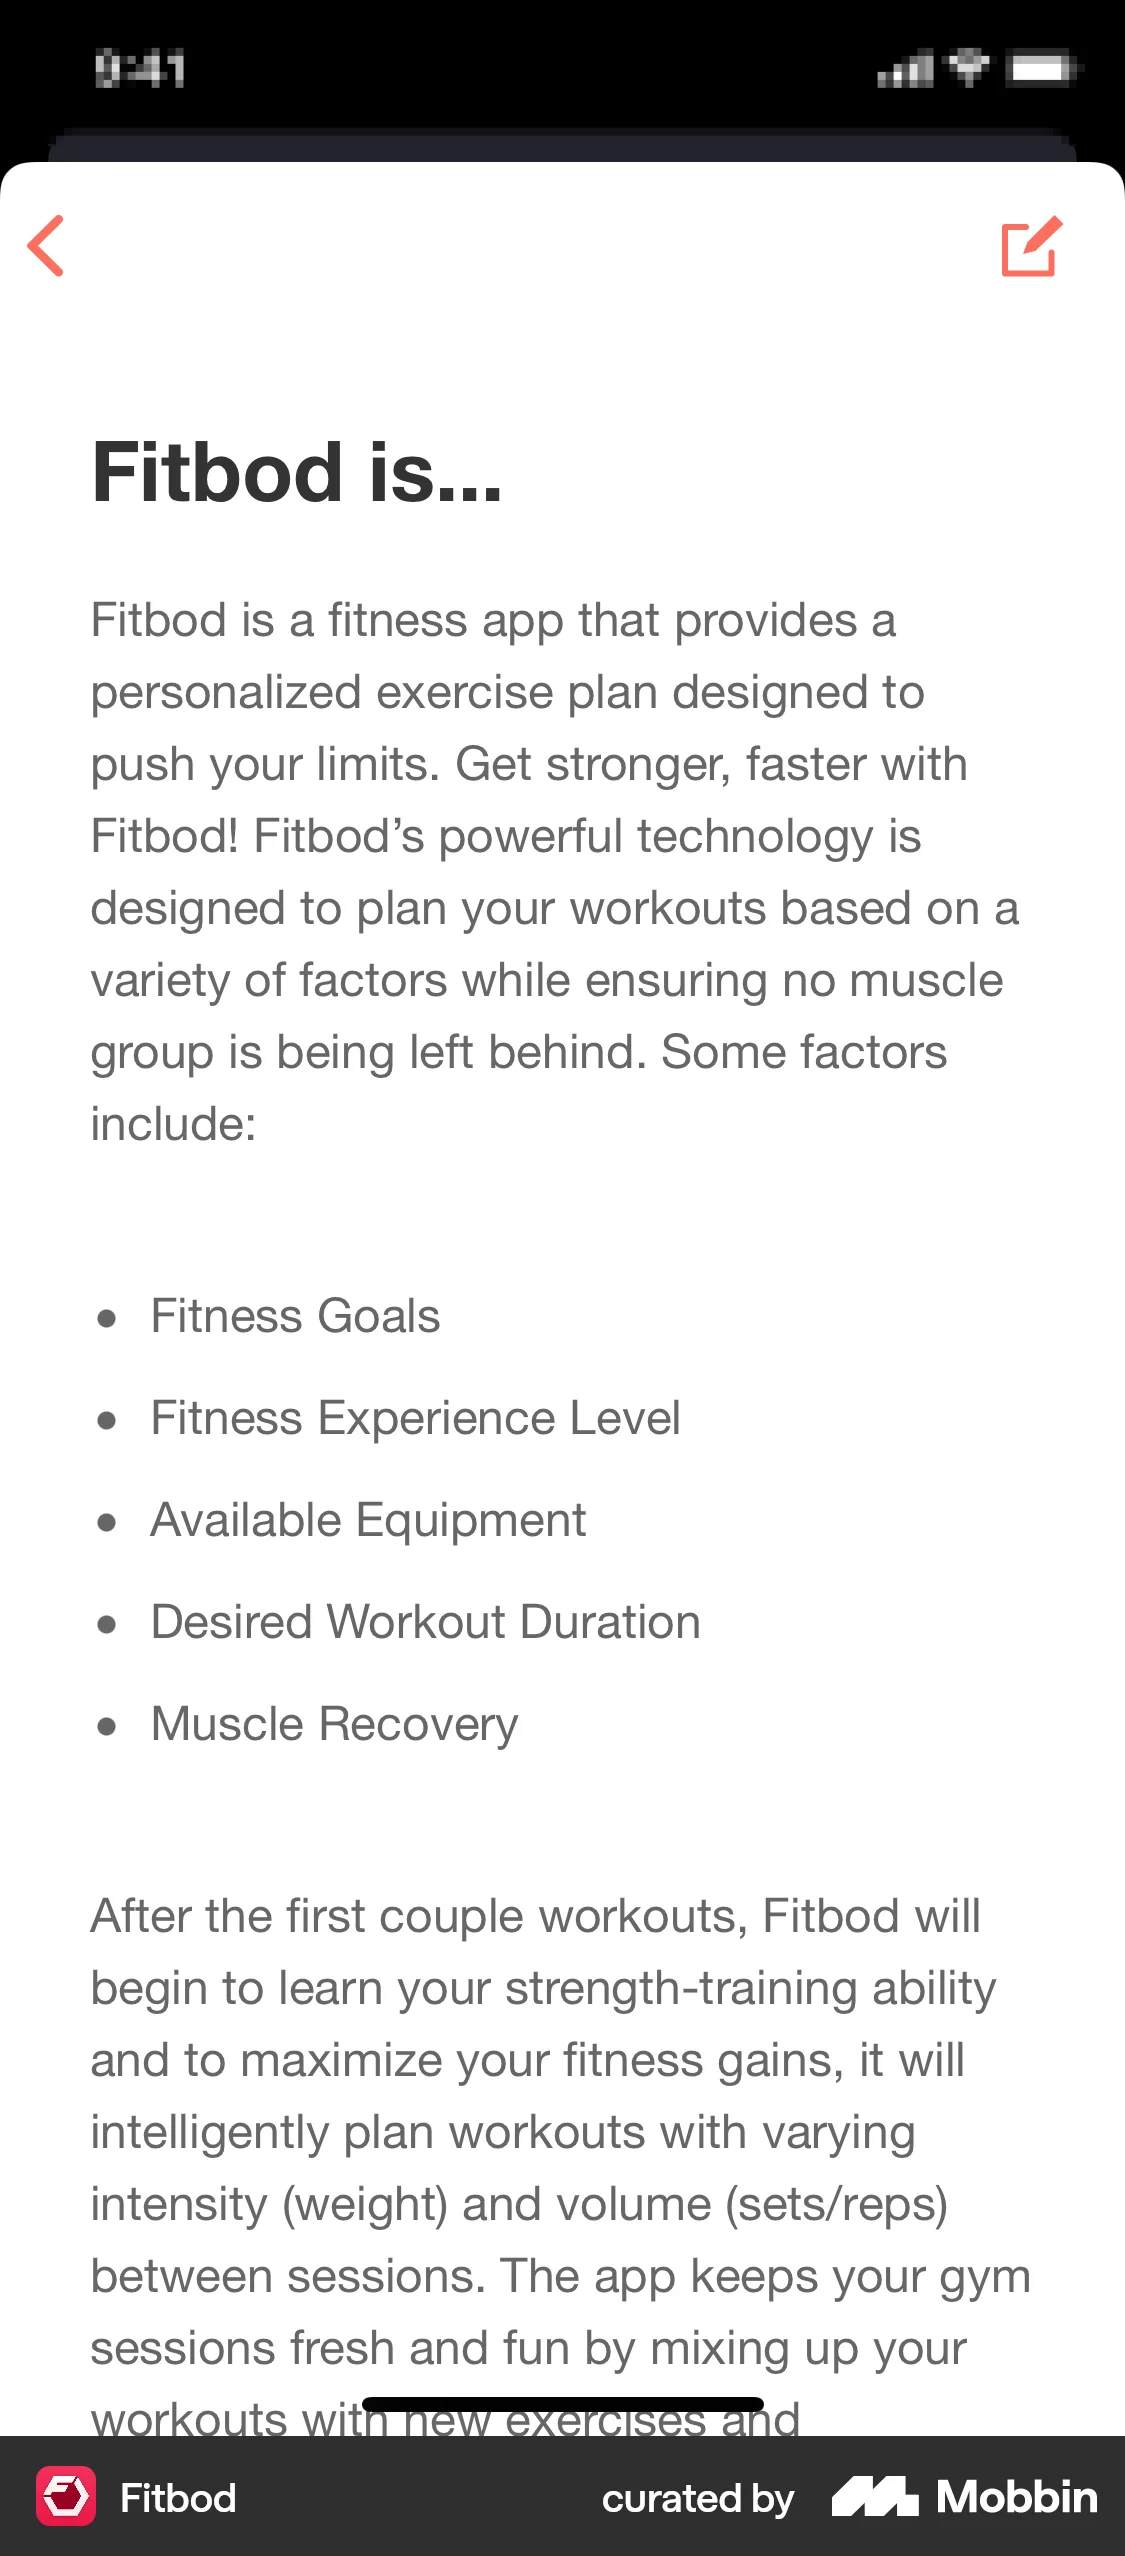 9:41
Fitbod is...
Fitbod is a fitness app that provides a
personalized exercise plan designed to
push your limits. Get stronger, faster with
Fitbod! Fitbod’s powerful technology is
designed to plan your workouts based on a
variety of factors while ensuring no muscle
group is being left behind. Some factors
include:
● Fitness Goals
● Fitness Experience Level
● Available Equipment
● Desired Workout Duration
● Muscle Recovery
After the first couple workouts, Fitbod will
begin to learn your strength-training ability
and to maximize your fitness gains, it will
intelligently plan workouts with varying
intensity (weight) and volume (sets/reps)
between sessions. The app keeps your gym
sessions fresh and fun by mixing up your
workouts with new exercises and
Fitbod
curated by Mobbin